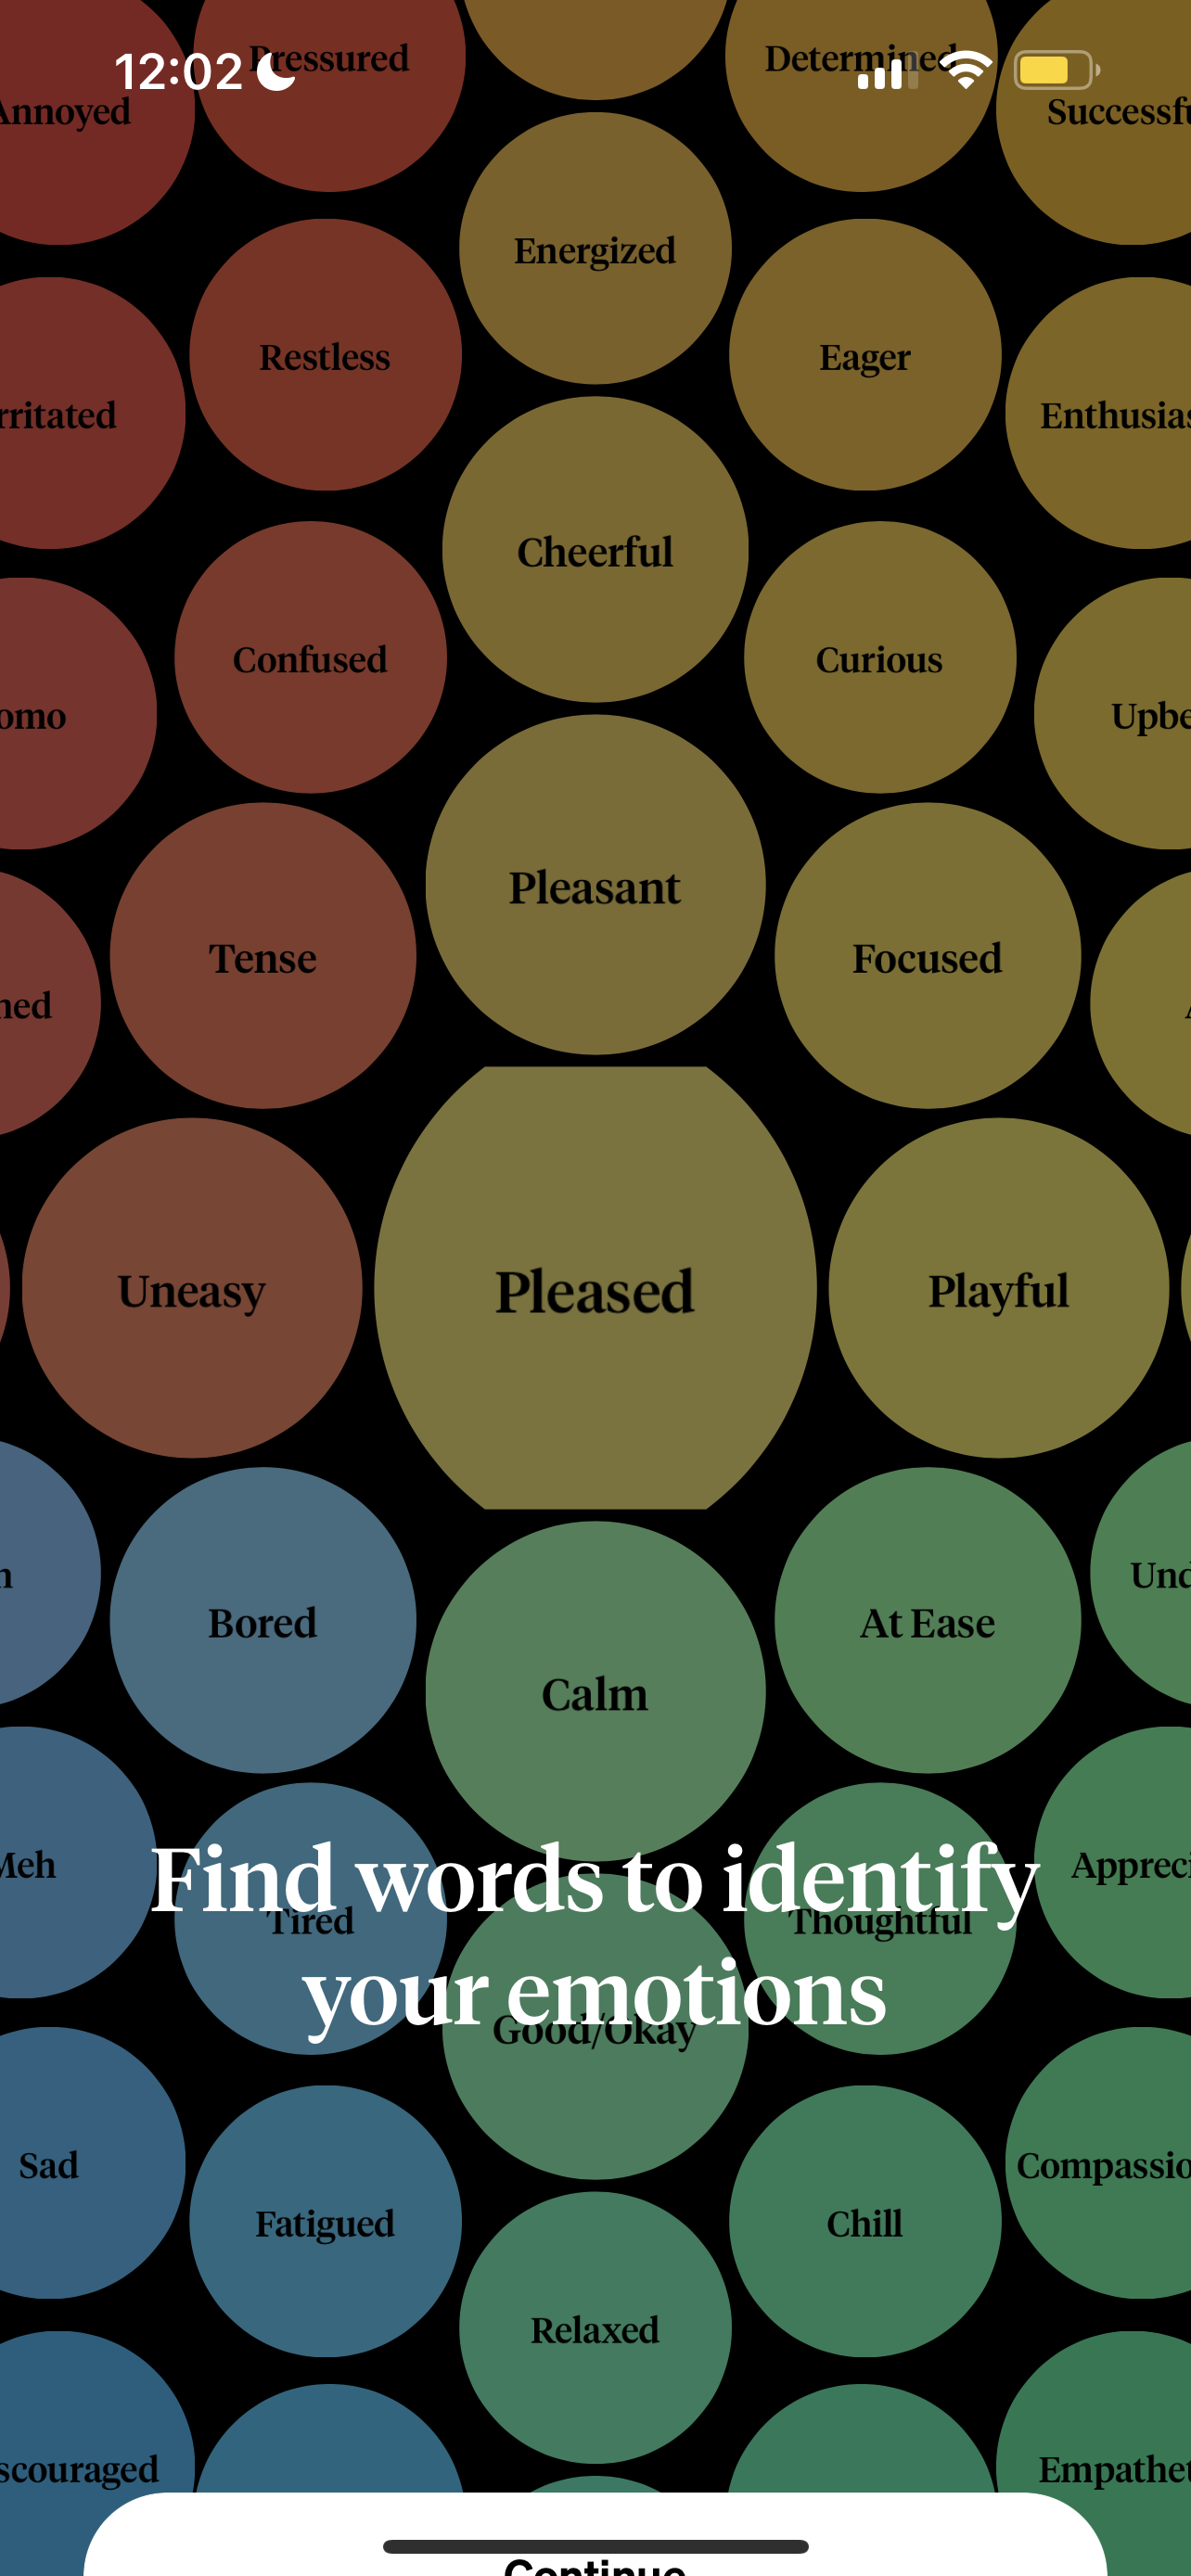 12:02
Pressured
Determined
Annoyed
Successfu
Energized
Restless
Eager
rritated
Enthusias
Cheerful
Confused
Curious
omo
Upbe
Pleasant
Tense
Focused
ned
Uneasy
Pleased
Playful
Und
Bored
At Ease
Calm
Meh
Appreci
Find words to identify
your emotions
Tired
Thoughtful
Good/Okay
Sad
Compassio
Fatigued
Chill
Relaxed
scouraged
Empathet
Continue